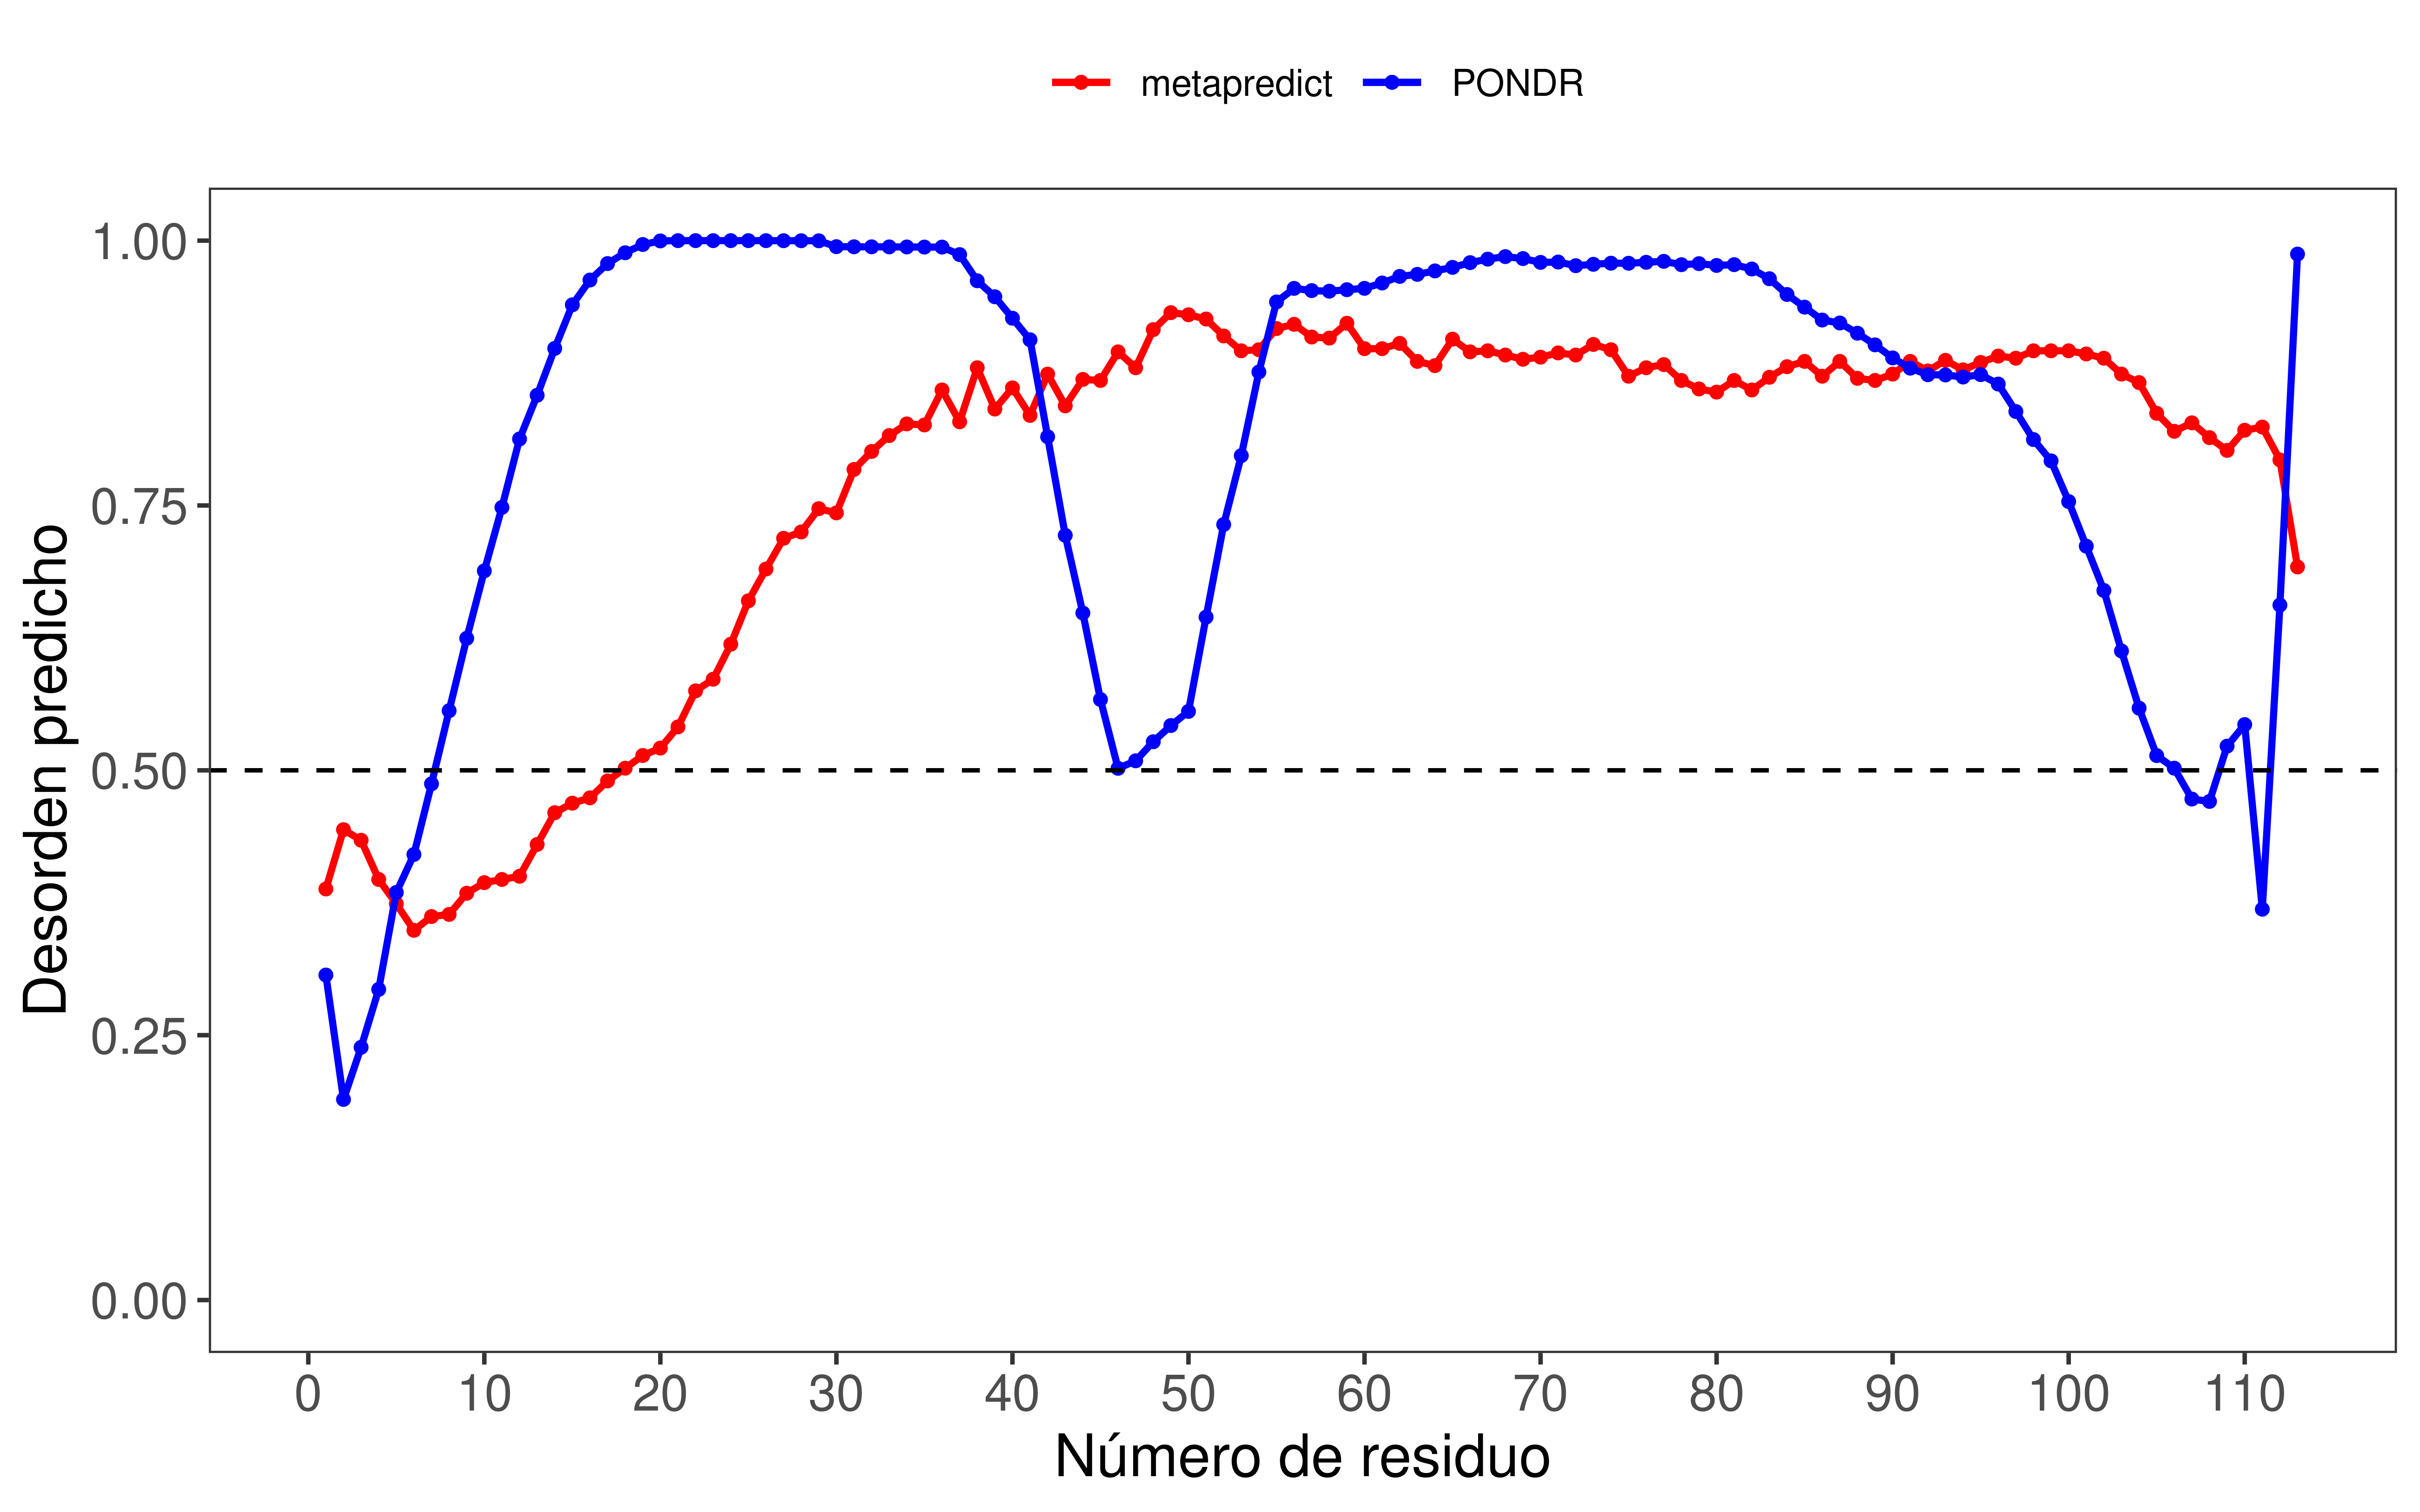 metapredict PONDR
Desorden predicho
1.00
0.75
0.50
0.25
0.00
0 10 20 30 40 50 60 70 80 90 100 110
Número de residuo